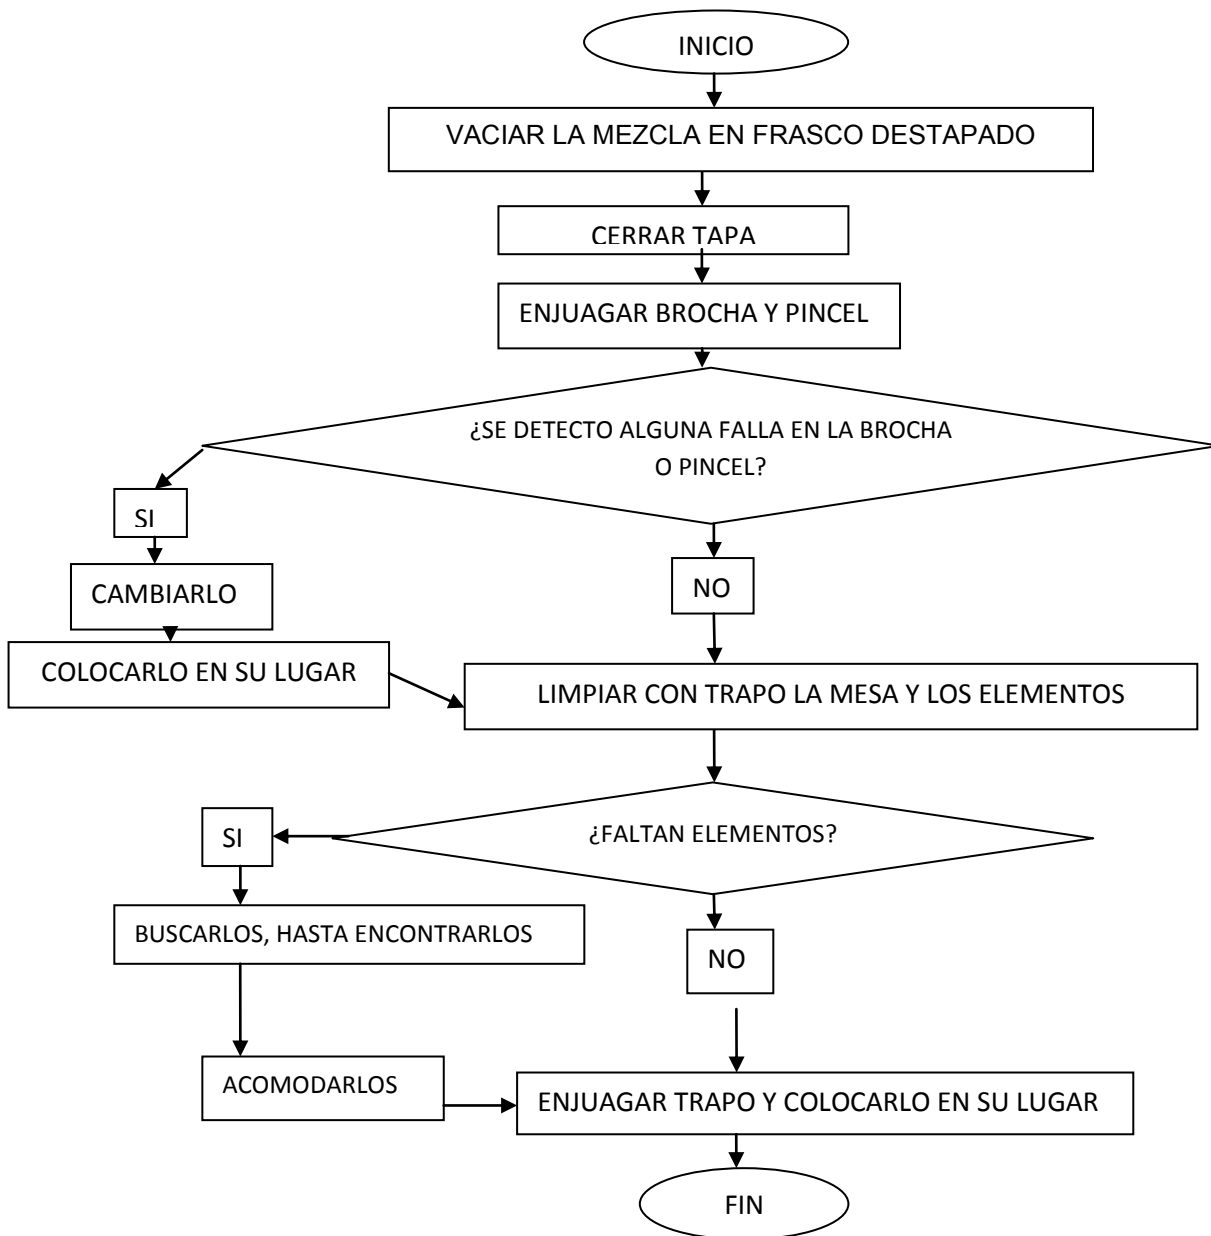 INICIO
VACIAR LA MEZCLA EN FRASCO DESTAPADO
CERRAR TAPA
ENJUAGAR BROCHA Y PINCEL
¿SE DETECTO ALGUNA FALLA EN LA BROCHA
O PINCEL?
SI
CAMBIARLO
COLOCARLO EN SU LUGAR
NO
LIMPIAR CON TRAPO LA MESA Y LOS ELEMENTOS
¿FALTAN ELEMENTOS?
SI
BUSCARLOS, HASTA ENCONTRARLOS
ACOMODARLOS
NO
ENJUAGAR TRAPO Y COLOCARLO EN SU LUGAR
FIN